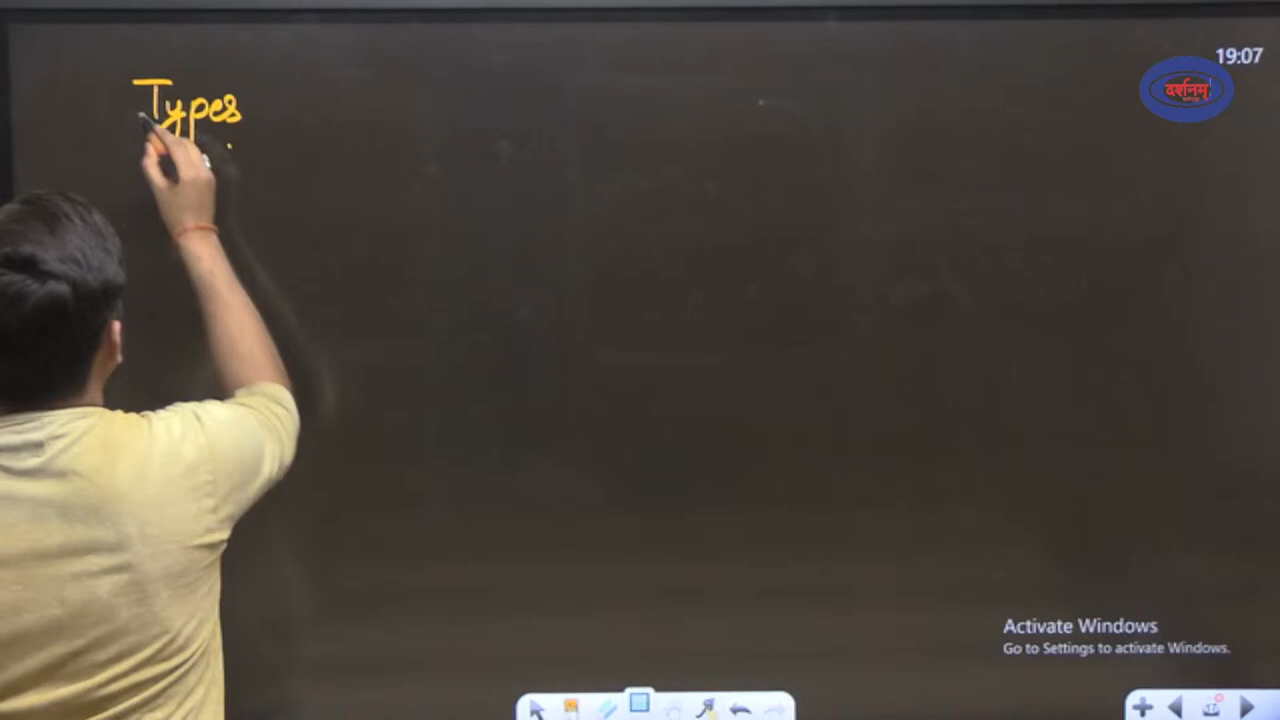 19:07
दर्शनम्
Types
Activate Windows
Go to Settings to activate Windows.